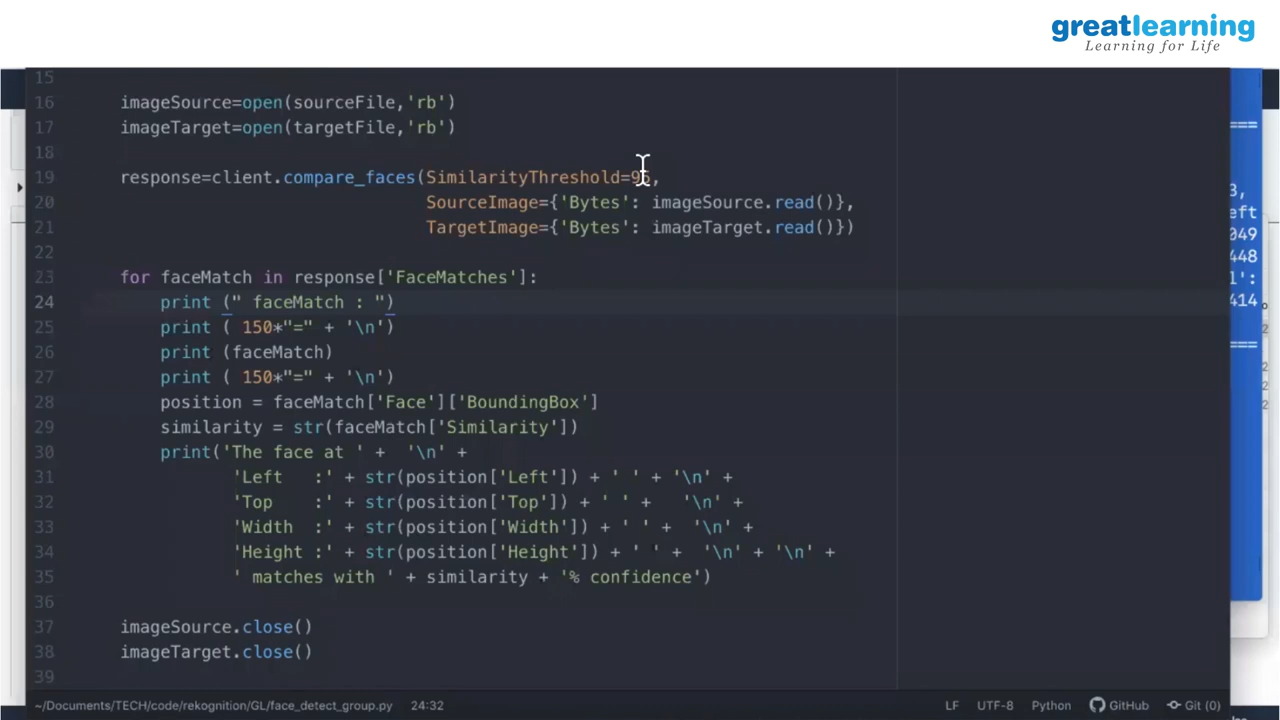 greatlearning
Learning for Life
15
16 imageSource=open(sourceFile,'rb')
17 imageTarget=open(targetFile,'rb')
18
19 response=client.compare_faces(SimilarityThreshold=95,
20 SourceImage={'Bytes': imageSource.read()},
21 TargetImage={'Bytes': imageTarget.read()})
22
23 for faceMatch in response['FaceMatches']:
24 print (" faceMatch : ")
25 print ( 150*"=" + '\n')
26 print (faceMatch)
27 print ( 150*"=" + '\n')
28 position = faceMatch['Face']['BoundingBox']
29 similarity = str(faceMatch['Similarity'])
30 print('The face at ' + '\n' +
31 'Left :' + str(position['Left']) + ' ' + '\n' +
32 'Top :' + str(position['Top']) + ' ' + '\n' +
33 'Width :' + str(position['Width']) + ' ' + '\n' +
34 'Height :' + str(position['Height']) + ' ' + '\n' + '\n' +
35 ' matches with ' + similarity + '% confidence')
36
37 imageSource.close()
38 imageTarget.close()
39
===
3,
eft
049
448
l':
414
===
~/Documents/TECH/code/rekognition/GL/face_detect_group.py 24:32 LF UTF-8 Python GitHub Git (0)